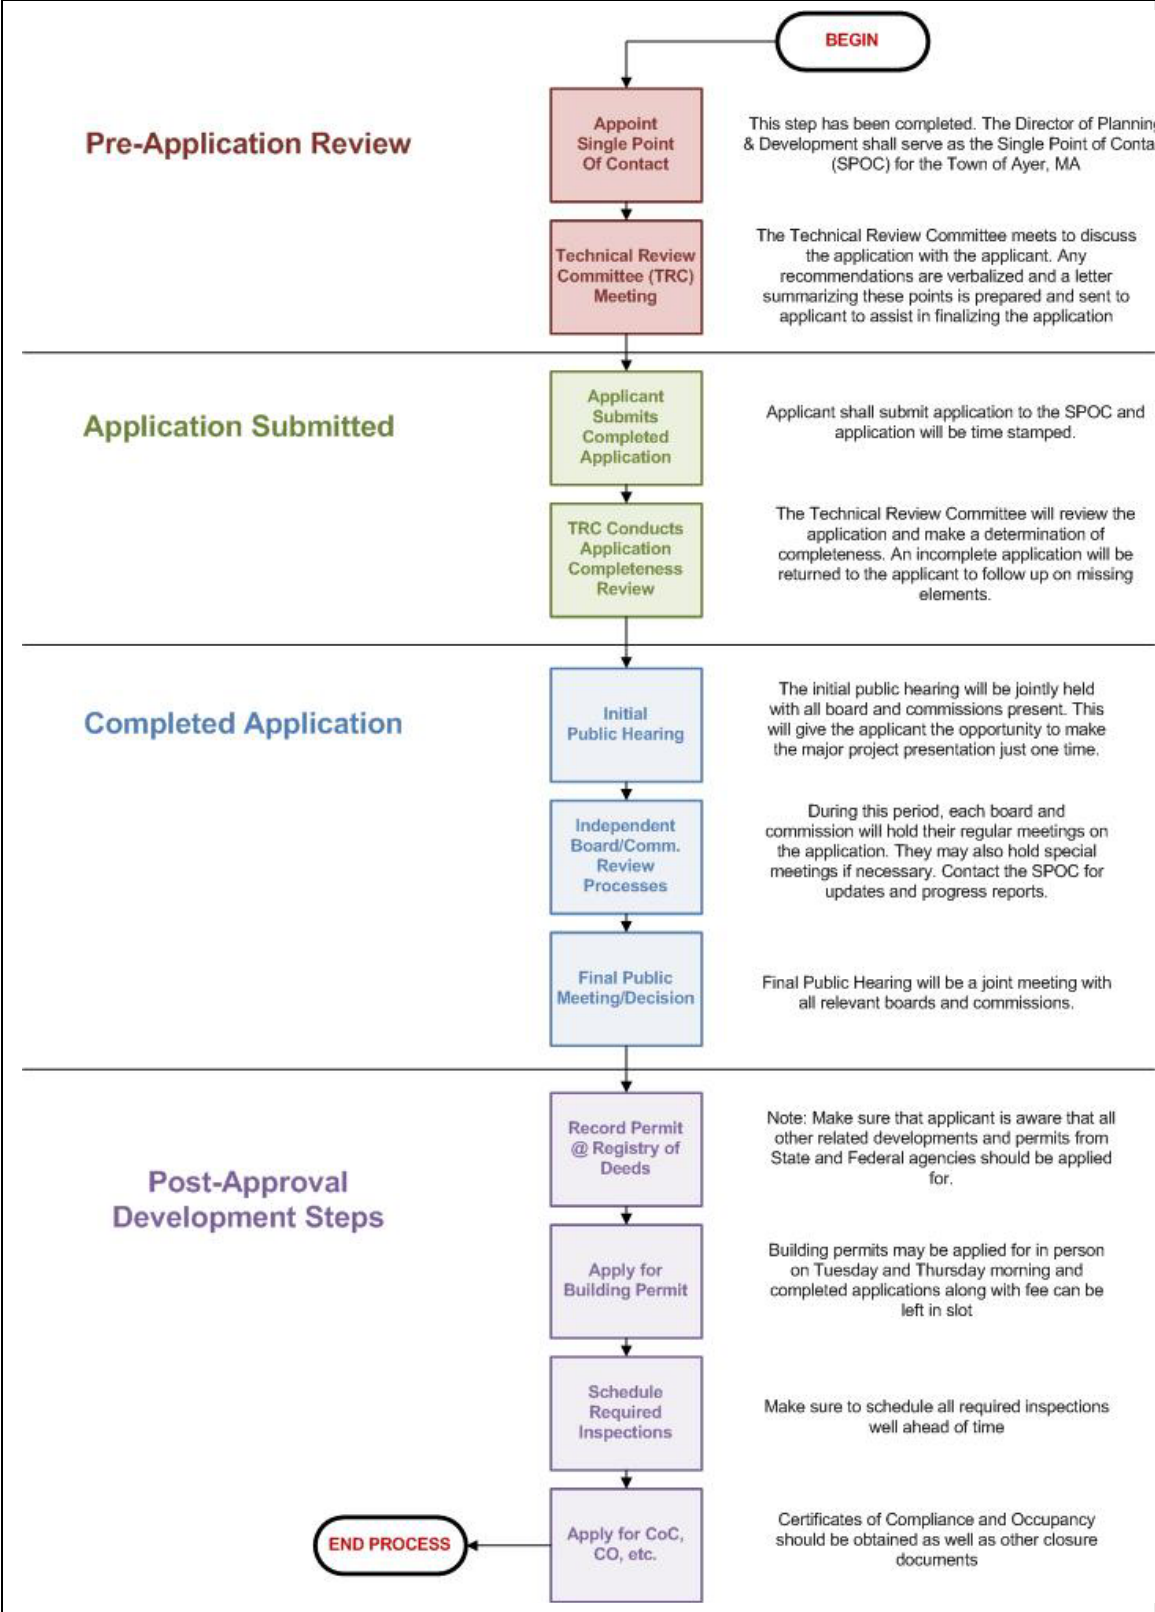 BEGIN
Pre-Application Review
Appoint
Single Point
Of Contact
This step has been completed. The Director of Planning
& Development shall serve as the Single Point of Conta
(SPOC) for the Town of Ayer, MA
Technical Review
Committee (TRC)
Meeting
The Technical Review Committee meets to discuss
the application with the applicant. Any
recommendations are verbalized and a letter
summarizing these points is prepared and sent to
applicant to assist in finalizing the application
Application Submitted
Applicant
Submits
Completed
Application
Applicant shall submit application to the SPOC and
application will be time stamped.
TRC Conducts
Application
Completeness
Review
The Technical Review Committee will review the
application and make a determination of
completeness. An incomplete application will be
returned to the applicant to follow up on missing
elements.
Completed Application
Initial
Public Hearing
The initial public hearing will be jointly held
with all board and commissions present. This
will give the applicant the opportunity to make
the major project presentation just one time.
Independent
Board/Comm.
Review
Processes
During this period, each board and
commission will hold their regular meetings on
the application. They may also hold special
meetings if necessary. Contact the SPOC for
updates and progress reports.
Final Public
Meeting/Decision
Final Public Hearing will be a joint meeting with
all relevant boards and commissions.
Post-Approval
Development Steps
Record Permit
@ Registry of
Deeds
Note: Make sure that applicant is aware that all
other related developments and permits from
State and Federal agencies should be applied
for.
Apply for
Building Permit
Building permits may be applied for in person
on Tuesday and Thursday morning and
completed applications along with fee can be
left in slot
Schedule
Required
Inspections
Make sure to schedule all required inspections
well ahead of time
Apply for CoC,
CO, etc.
Certificates of Compliance and Occupancy
should be obtained as well as other closure
documents
END PROCESS